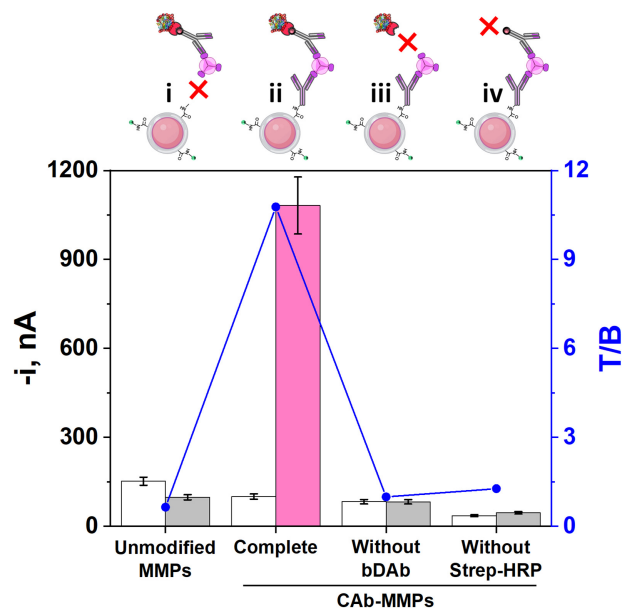 i ii iii iv
1200 12
900 9
600 6
300 3
0 0
-i, nA
T/B
Unmodified Complete Without Without
MMPs bDAb Strep-HRP
CAb-MMPs